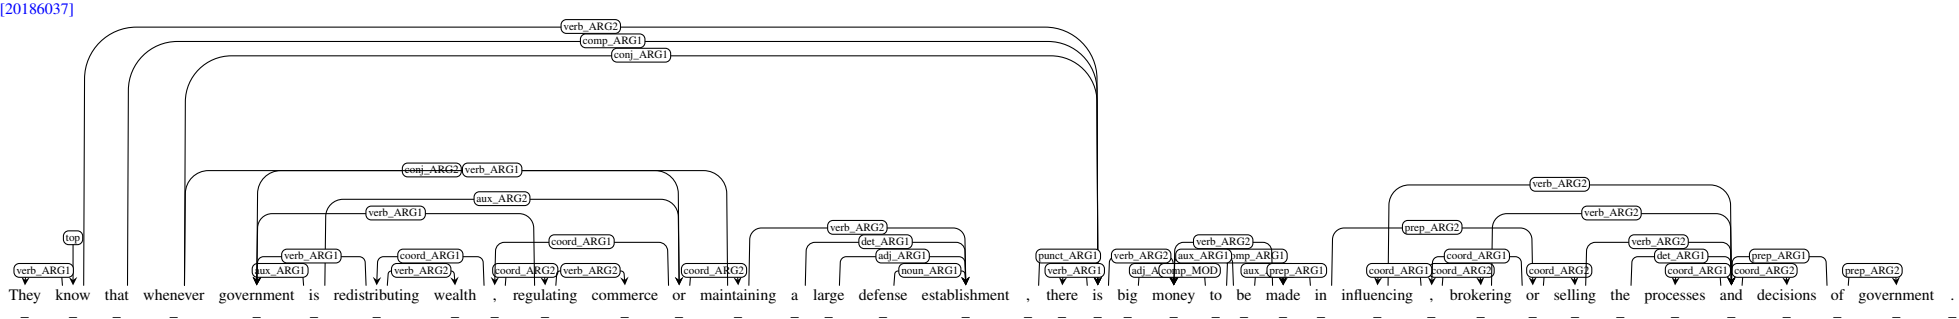 [20186037]
verb_ARG2
comp_ARG1
conj_ARG1
conj_ARG2 verb_ARG1
verb_ARG2
aux_ARG2
verb_ARG1 verb_ARG2
verb_ARG2 prep_ARG2
top coord_ARG1 det_ARG1 verb_ARG2 verb_ARG2
verb_ARG1 coord_ARG1 adj_ARG1 punct_ARG1 verb_ARG2 aux_ARG1 coord_ARG1 det_ARG1 prep_ARG1
verb_ARG1 aux_ARG1 verb_ARG2 coord_ARG2 verb_ARG2 coord_ARG2 noun_ARG1 verb_ARG1 comp_MOD prep_ARG1 coord_ARG1 coord_ARG2 coord_ARG2 coord_ARG1 coord_ARG2 prep_ARG2
They know that whenever government is redistributing wealth , regulating commerce or maintaining a large defense establishment , there is big money to be made in influencing , brokering or selling the processes and decisions of government .